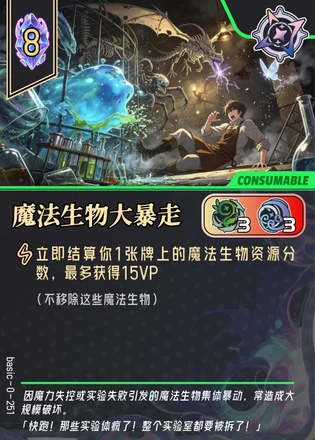 8
CONSUMABLE
魔法生物大暴走
3 3
立即结算你1张牌上的魔法生物资源分
数，最多获得15VP
（不移除这些魔法生物）
basic-0-251
因魔力失控或实验失败引发的魔法生物集体暴动，常造成大
规模破坏。
「快跑！那些实验体疯了！整个实验室都要被拆了！」